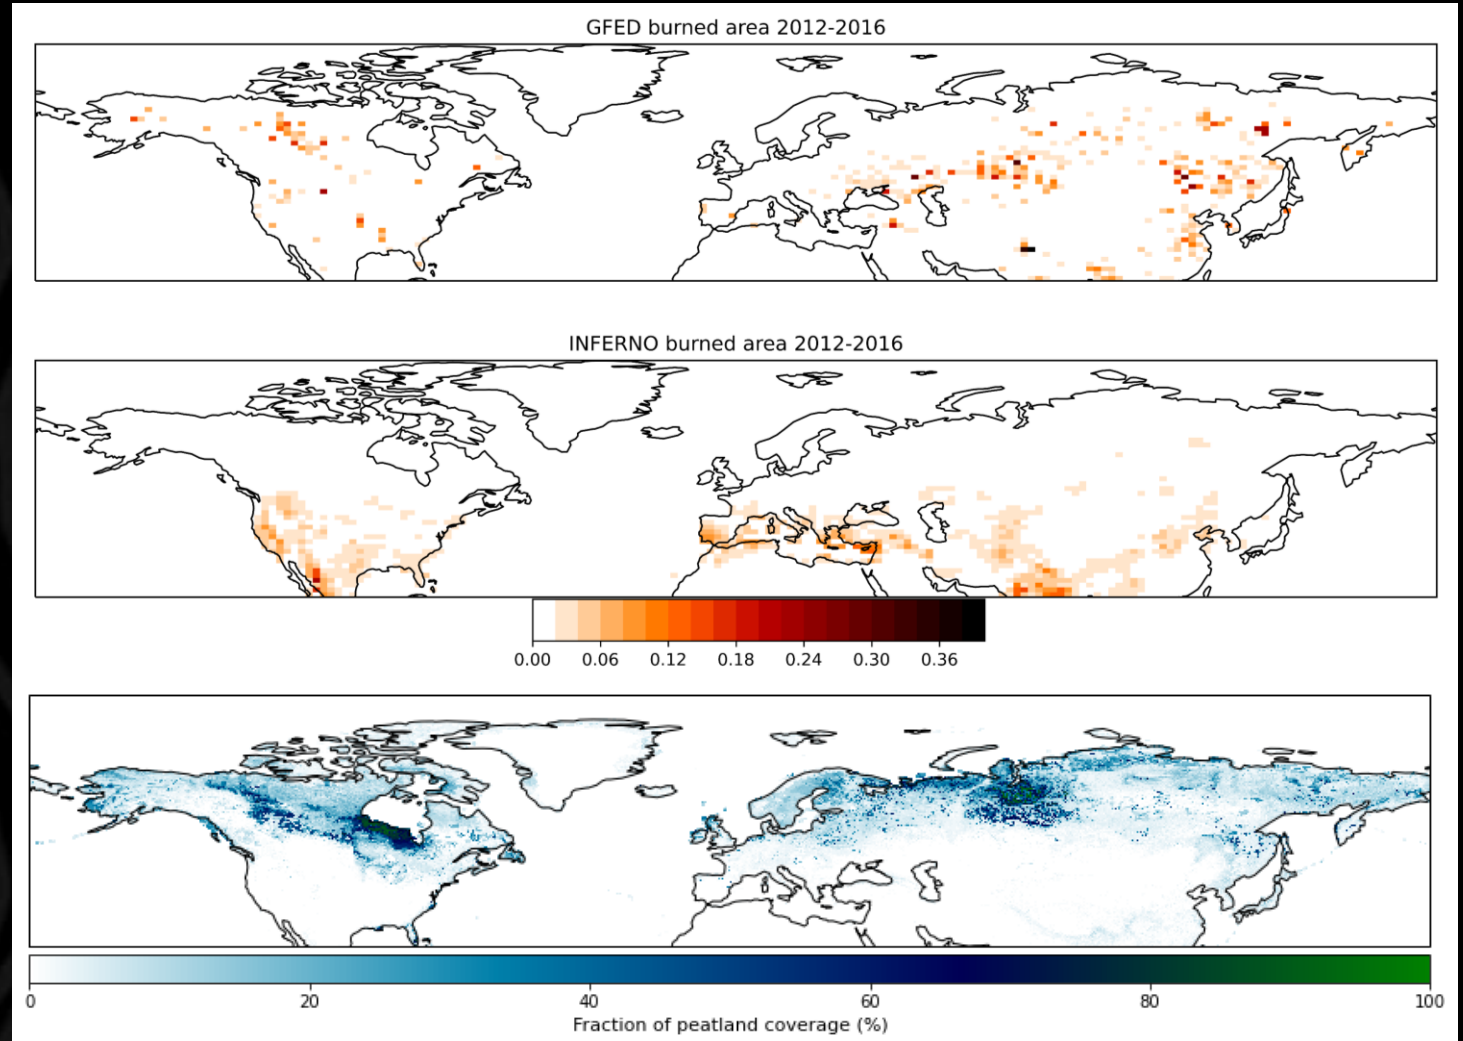 GFED burned area 2012-2016
INFERNO burned area 2012-2016
0.00 0.06 0.12 0.18 0.24 0.30 0.36
0 20 40 60 80 100
Fraction of peatland coverage (%)